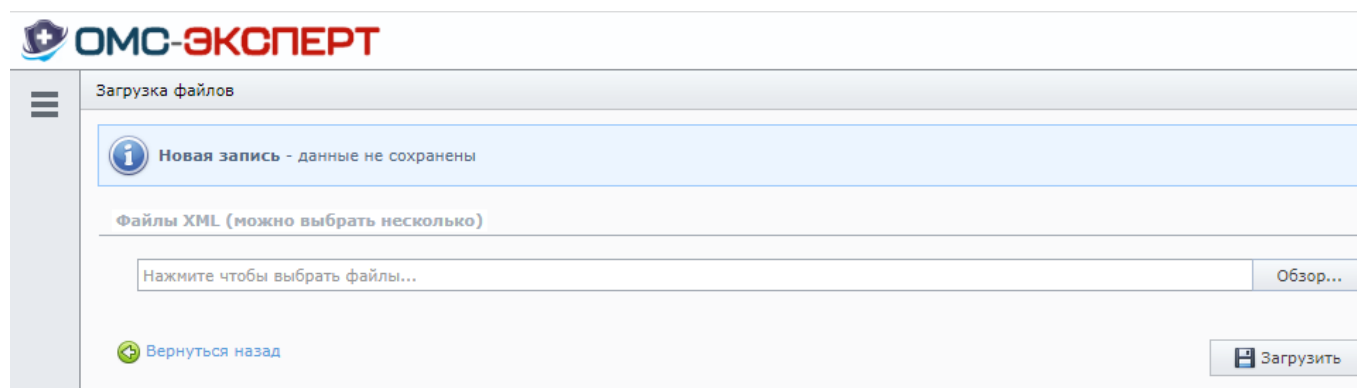 ОМС-ЭКСПЕРТ
Загрузка файлов
Новая запись - данные не сохранены
Файлы XML (можно выбрать несколько)
Нажмите чтобы выбрать файлы...
Обзор...
Вернуться назад
Загрузить